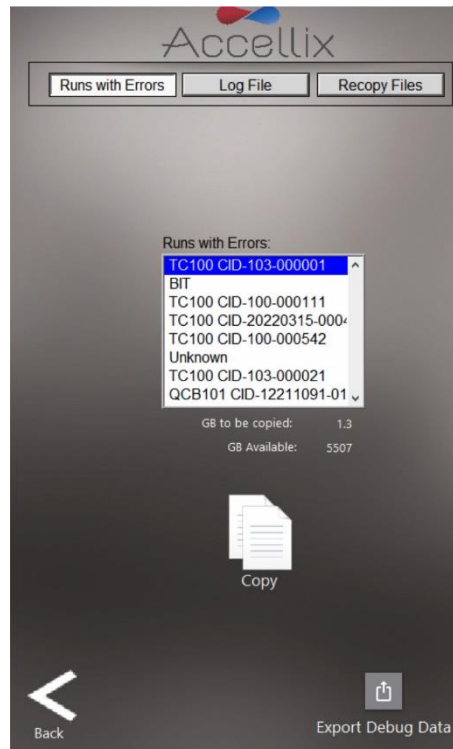 Accellix
Runs with Errors Log File Recopy Files
Runs with Errors:
TC100 CID-103-000001
BIT
TC100 CID-100-000111
TC100 CID-20220315-000
TC100 CID-100-000542
Unknown
TC100 CID-103-000021
QCB101 CID-12211091-01
GB to be copied: 1.3
GB Available: 5507
Copy
Back
Export Debug Data